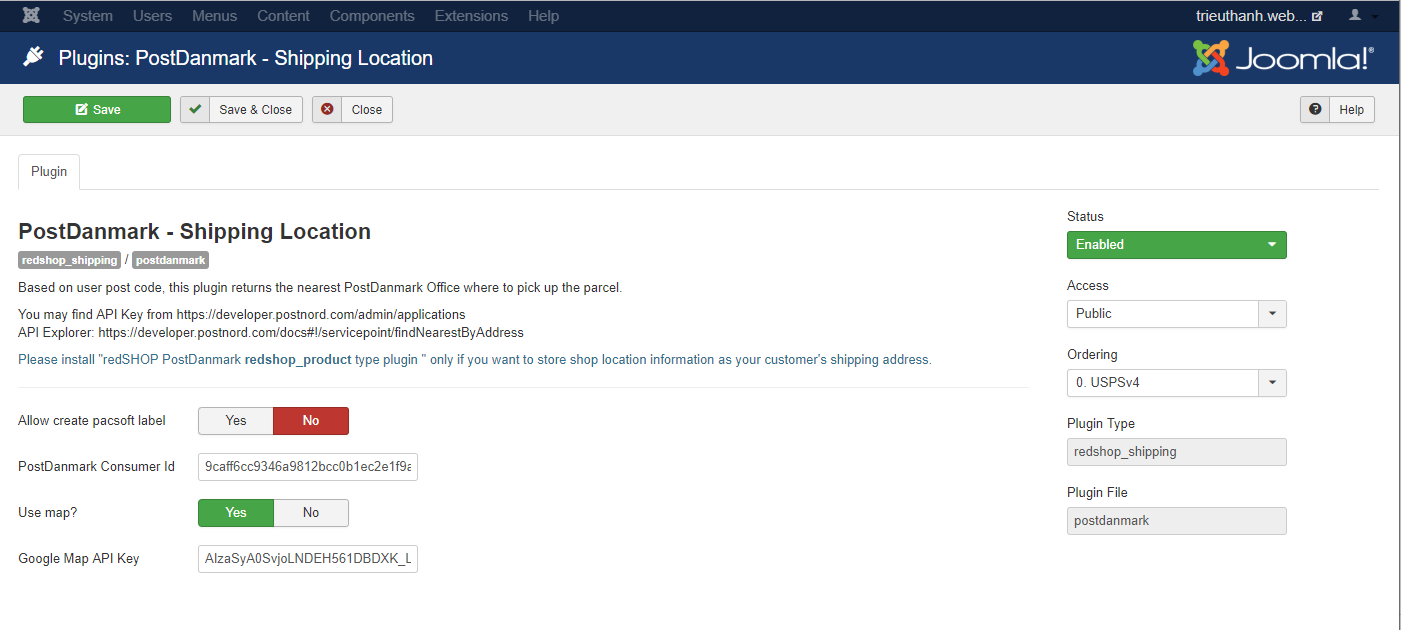 System Users Menus Content Components Extensions Help trieuthanh.web...
Plugins: PostDanmark - Shipping Location Joomla!®
Save Save & Close Close Help
Plugin
PostDanmark - Shipping Location
redshop_shipping / postdanmark
Based on user post code, this plugin returns the nearest PostDanmark Office where to pick up the parcel.
You may find API Key from https://developer.postnord.com/admin/applications
API Explorer: https://developer.postnord.com/docs#!/servicepoint/findNearestByAddress
Please install "redSHOP PostDanmark redshop_product type plugin " only if you want to store shop location information as your customer's shipping address.
Allow create pacsoft label Yes No
PostDanmark Consumer Id 9caff6cc9346a9812bcc0b1ec2e1f9a
Use map? Yes No
Google Map API Key AIzaSyA0SvjoLNDEH561DBDXK_L
Status
Enabled
Access
Public
Ordering
0. USPSv4
Plugin Type
redshop_shipping
Plugin File
postdanmark